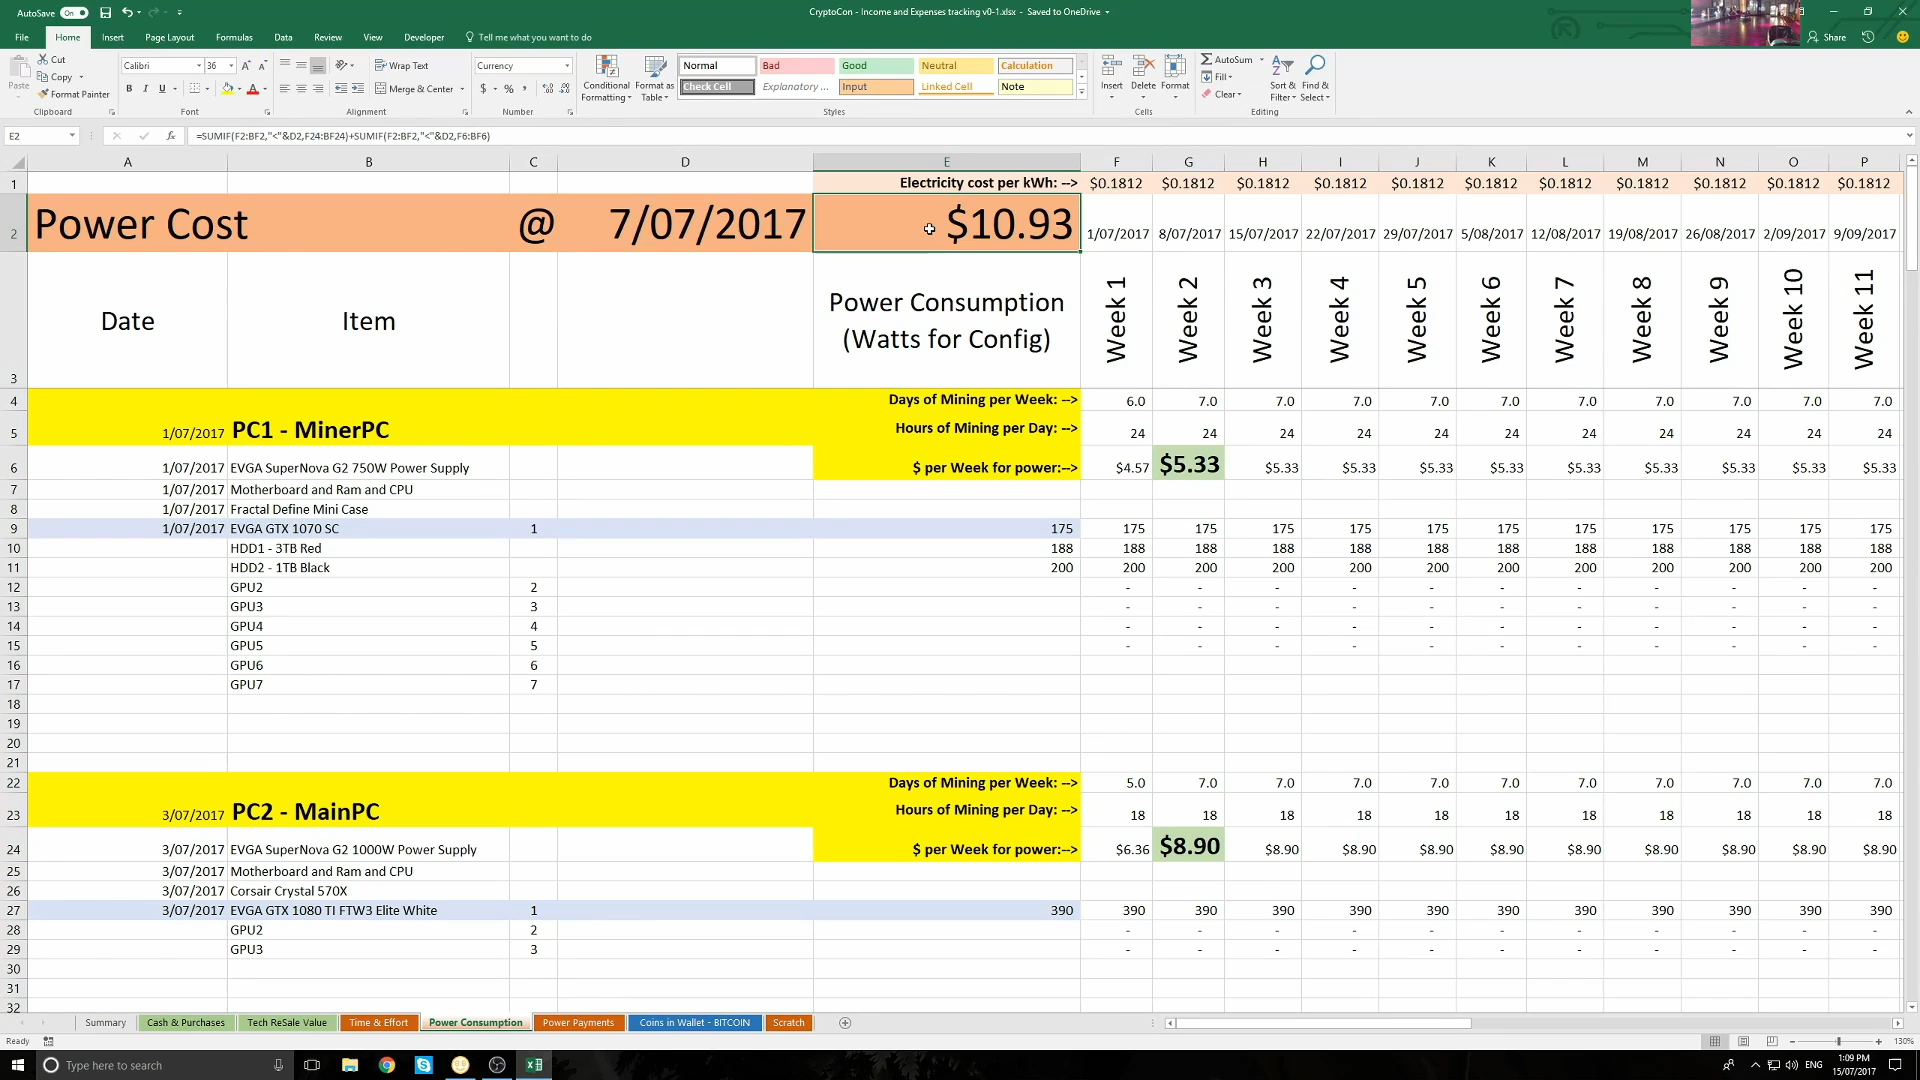 AutoSave On CryptoCon - Income and Expenses tracking v0-1.xlsx - Saved to OneDrive
File Home Insert Page Layout Formulas Data Review View Developer Tell me what you want to do Share
Cut
Copy
Format Painter
Paste
Clipboard
Calibri 36
B I U
Font
Wrap Text
Merge & Center
Alignment
Currency
$ % ,
Number
Conditional Formatting
Format as Table
Normal Bad Good Neutral Calculation
Check Cell Explanatory ... Input Linked Cell Note
Styles
Insert Delete Format
Cells
AutoSum
Fill
Clear
Sort & Filter
Find & Select
Editing
E2 fx =SUMIF(F2:BF2,"<"&D2,F24:BF24)+SUMIF(F2:BF2,"<"&D2,F6:BF6)
A B C D E F G H I J K L M N O P
1 Electricity cost per kWh: --> $0.1812 $0.1812 $0.1812 $0.1812 $0.1812 $0.1812 $0.1812 $0.1812 $0.1812 $0.1812 $0.1812
2 Power Cost @ 7/07/2017 $10.93 1/07/2017 8/07/2017 15/07/2017 22/07/2017 29/07/2017 5/08/2017 12/08/2017 19/08/2017 26/08/2017 2/09/2017 9/09/2017
3 Date Item Power Consumption (Watts for Config) Week 1 Week 2 Week 3 Week 4 Week 5 Week 6 Week 7 Week 8 Week 9 Week 10 Week 11
4 Days of Mining per Week: --> 6.0 7.0 7.0 7.0 7.0 7.0 7.0 7.0 7.0 7.0 7.0
5 1/07/2017 PC1 - MinerPC Hours of Mining per Day: --> 24 24 24 24 24 24 24 24 24 24 24
6 1/07/2017 EVGA SuperNova G2 750W Power Supply $ per Week for power:--> $4.57 $5.33 $5.33 $5.33 $5.33 $5.33 $5.33 $5.33 $5.33 $5.33 $5.33
7 1/07/2017 Motherboard and Ram and CPU
8 1/07/2017 Fractal Define Mini Case
9 1/07/2017 EVGA GTX 1070 SC 1 175 175 175 175 175 175 175 175 175 175 175 175
10 HDD1 - 3TB Red 188 188 188 188 188 188 188 188 188 188 188 188
11 HDD2 - 1TB Black 200 200 200 200 200 200 200 200 200 200 200 200
12 GPU2 2 - - - - - - - - - - -
13 GPU3 3 - - - - - - - - - - -
14 GPU4 4 - - - - - - - - - - -
15 GPU5 5 - - - - - - - - - - -
16 GPU6 6
17 GPU7 7
18
19
20
21
22 Days of Mining per Week: --> 5.0 7.0 7.0 7.0 7.0 7.0 7.0 7.0 7.0 7.0 7.0
23 3/07/2017 PC2 - MainPC Hours of Mining per Day: --> 18 18 18 18 18 18 18 18 18 18 18
24 3/07/2017 EVGA SuperNova G2 1000W Power Supply $ per Week for power:--> $6.36 $8.90 $8.90 $8.90 $8.90 $8.90 $8.90 $8.90 $8.90 $8.90 $8.90
25 3/07/2017 Motherboard and Ram and CPU
26 3/07/2017 Corsair Crystal 570X
27 3/07/2017 EVGA GTX 1080 TI FTW3 Elite White 1 390 390 390 390 390 390 390 390 390 390 390 390
28 GPU2 2 - - - - - - - - - - -
29 GPU3 3 - - - - - - - - - - -
30
31
32
Summary Cash & Purchases Tech ReSale Value Time & Effort Power Consumption Power Payments Coins in Wallet - BITCOIN Scratch
Ready 130%
Type here to search ENG 1:09 PM
15/07/2017